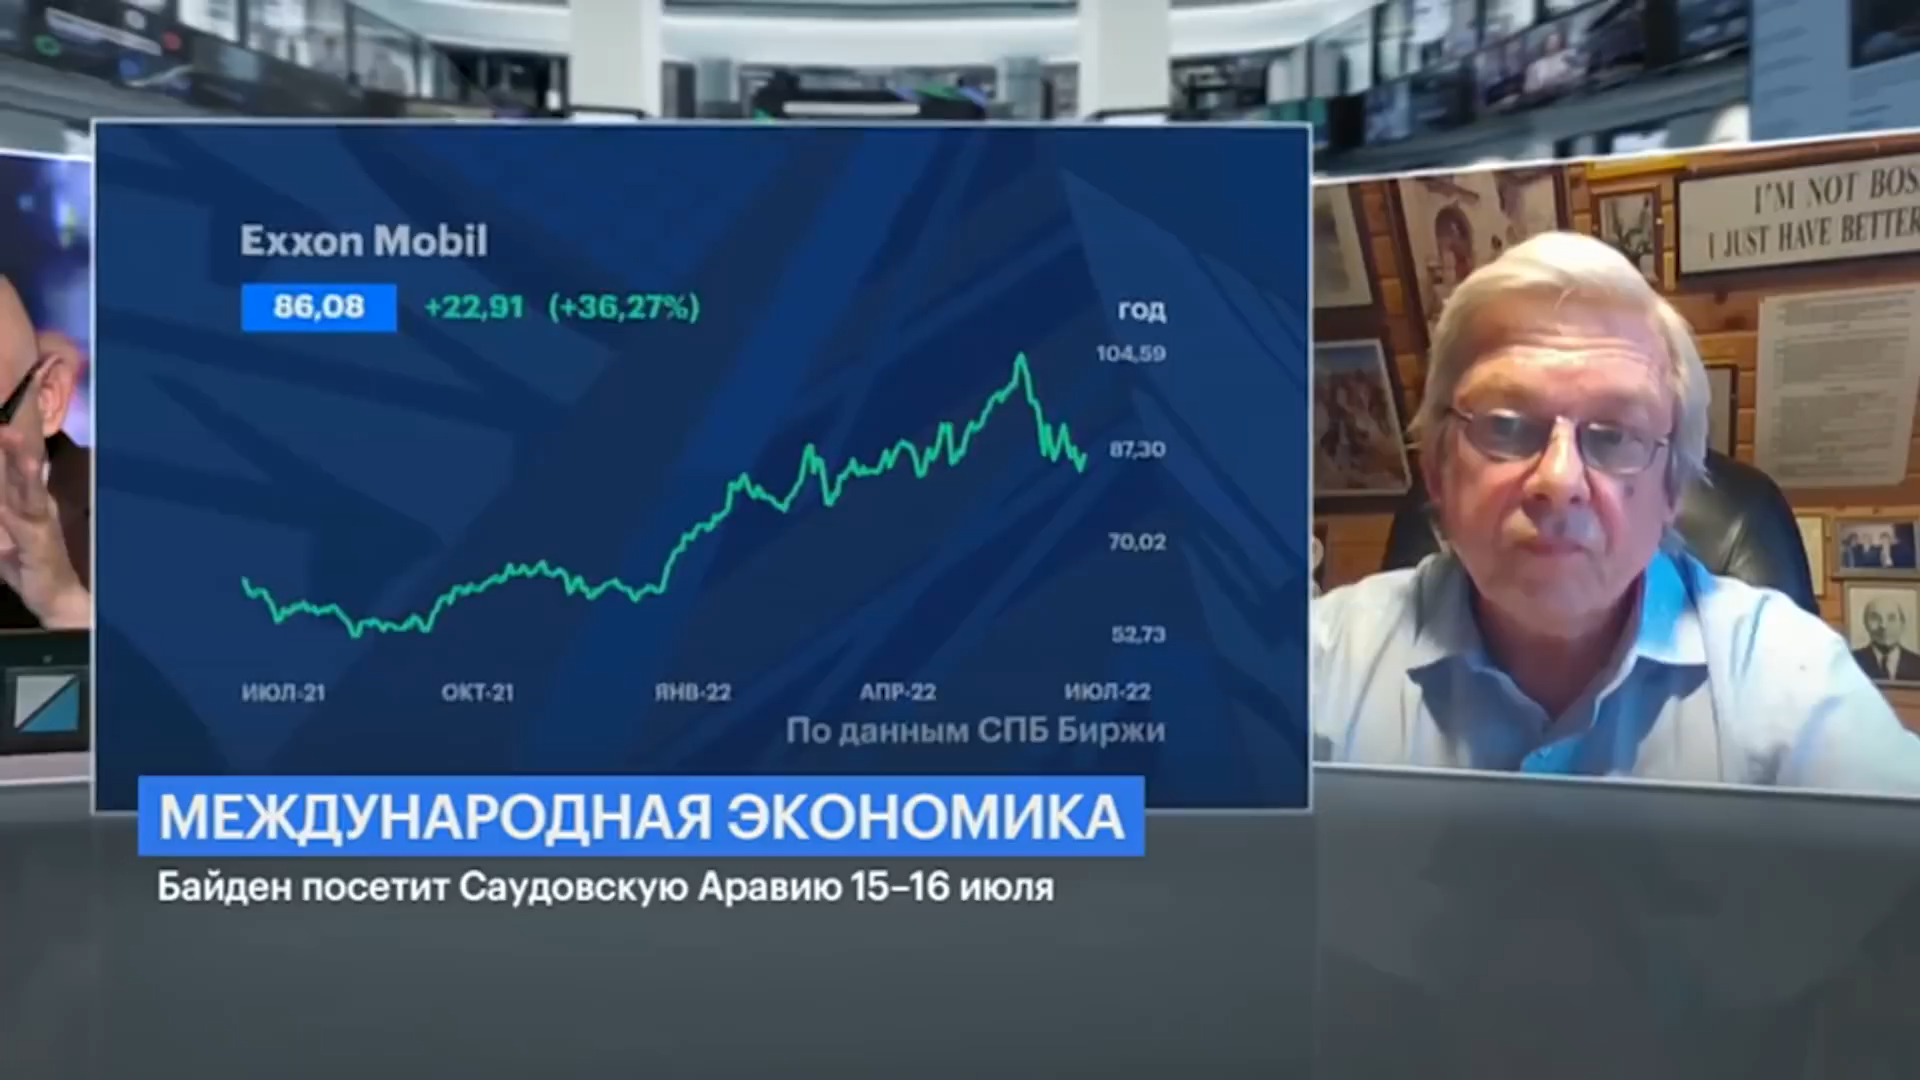 Exxon Mobil
86,08 +22,91 (+36,27%)
ГОД
104,59
87,30
70,02
52,73
ИЮЛ-21 ОКТ-21 ЯНВ-22 АПР-22 ИЮЛ-22
По данным СПБ Биржи
МЕЖДУНАРОДНАЯ ЭКОНОМИКА
Байден посетит Саудовскую Аравию 15–16 июля
I'M NOT BOS
I JUST HAVE BETTER